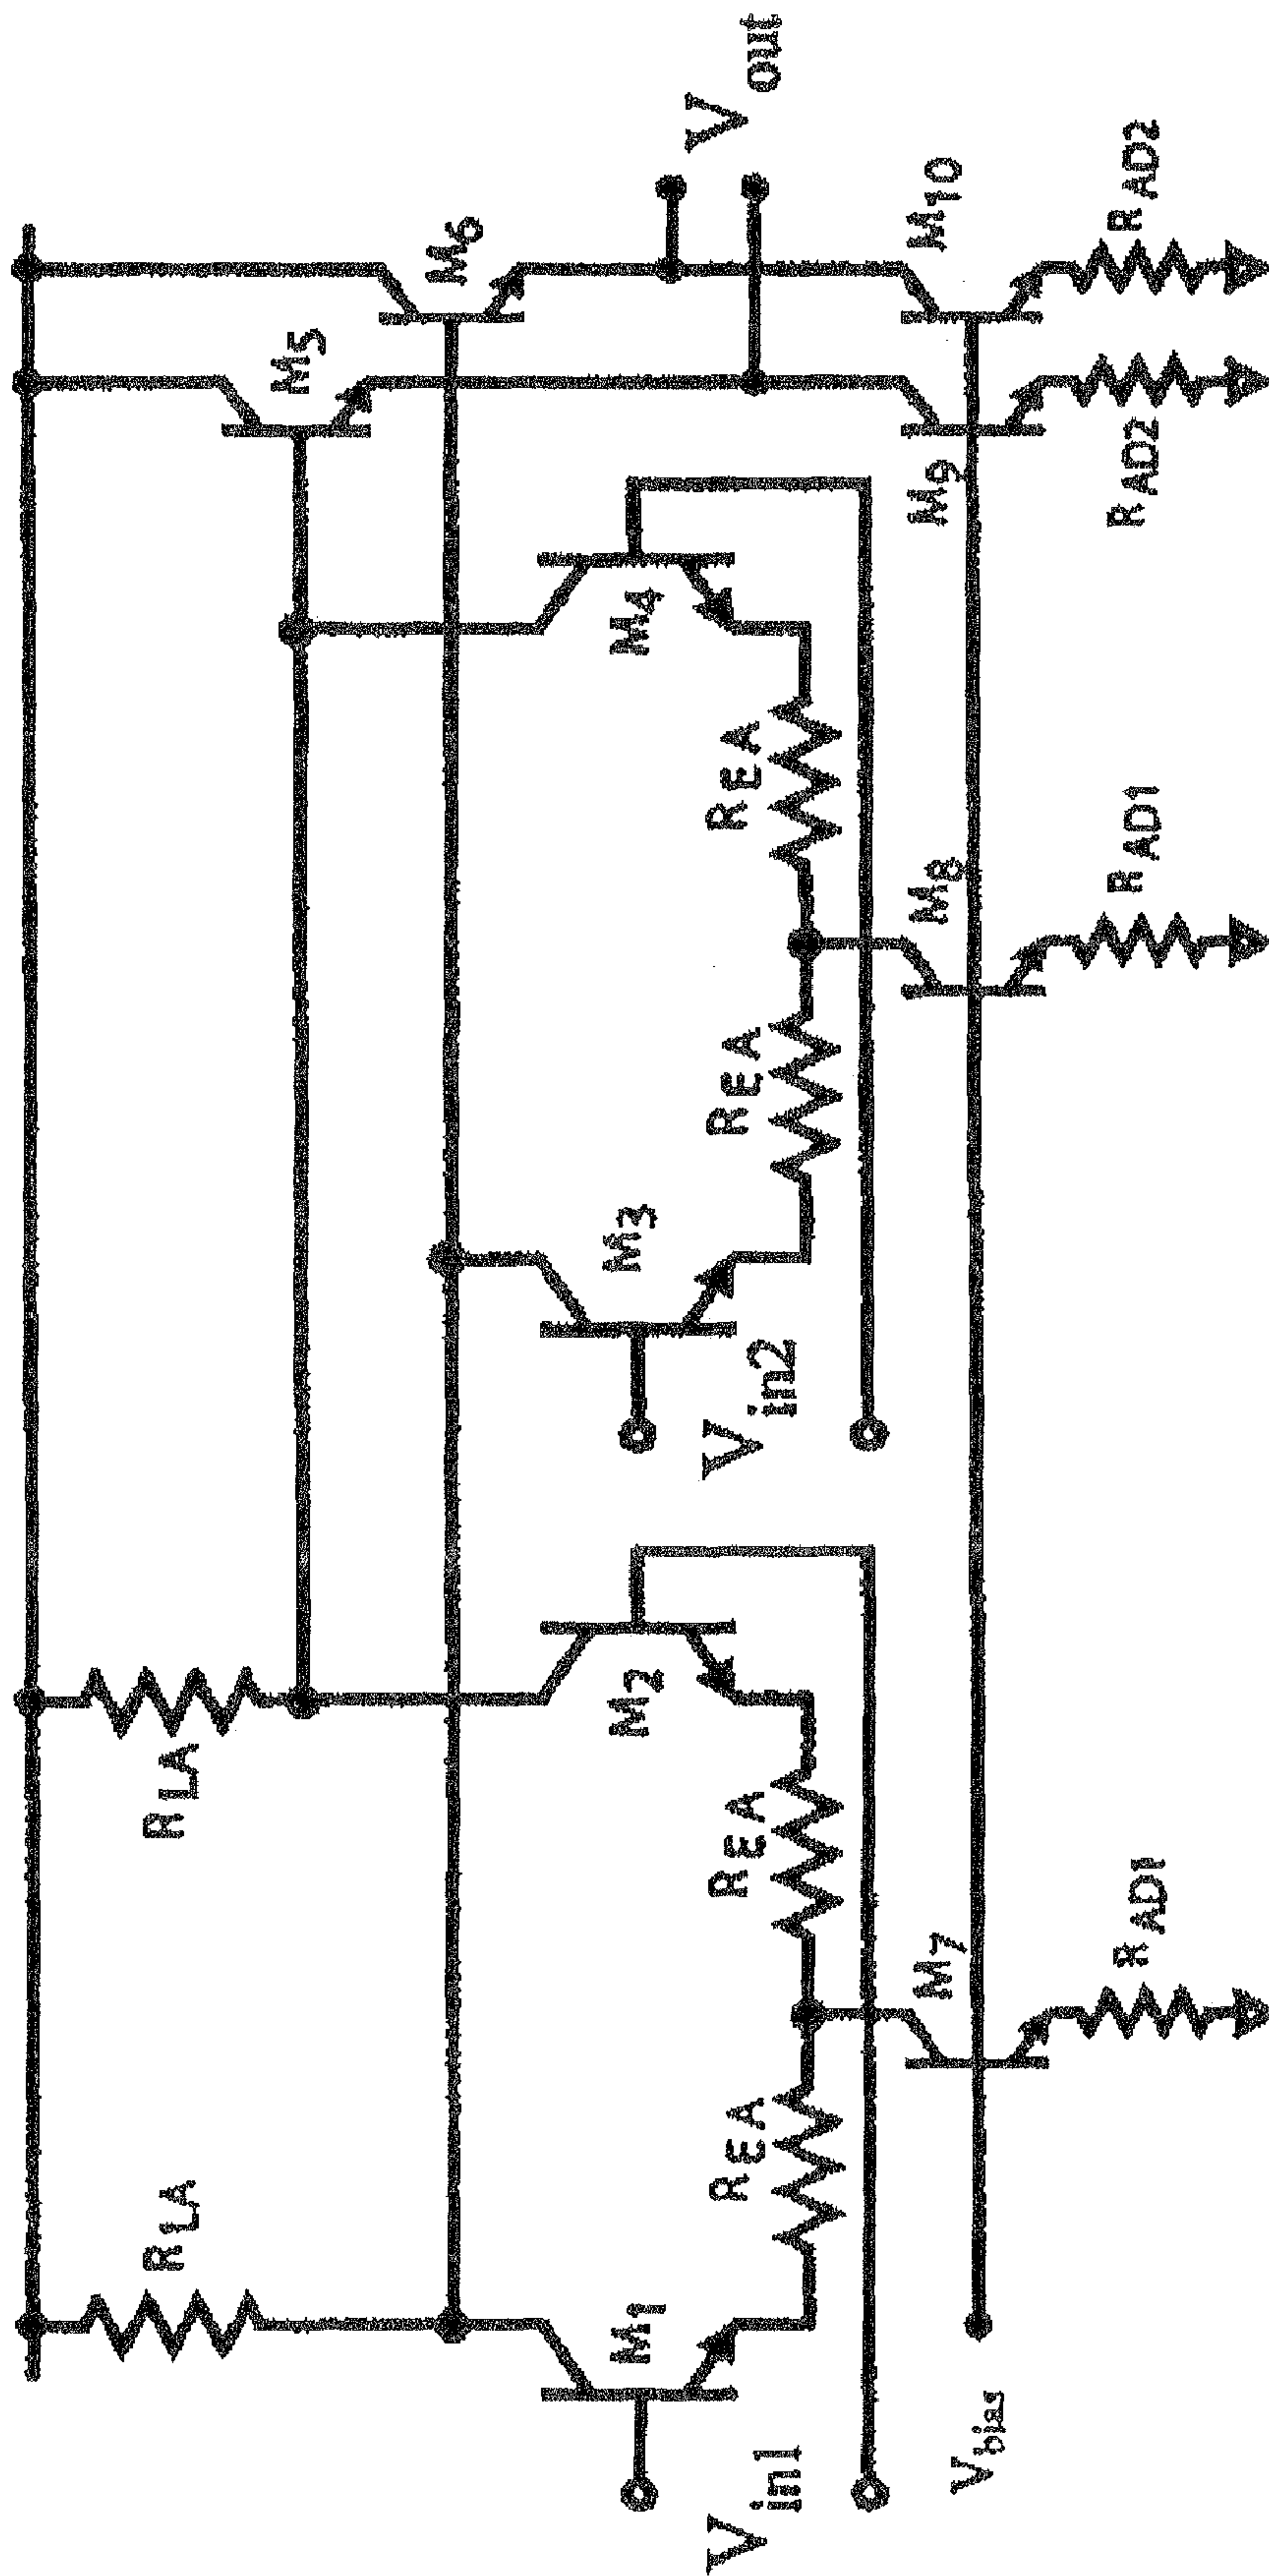 RLA
RLA
M5
M6
Vin1
M1
REA
REA
M2
Vin2
M3
REA
REA
M4
Vout
Vbias
M7
M8
M9
M10
RAD1
RAD1
RAD2
RAD2